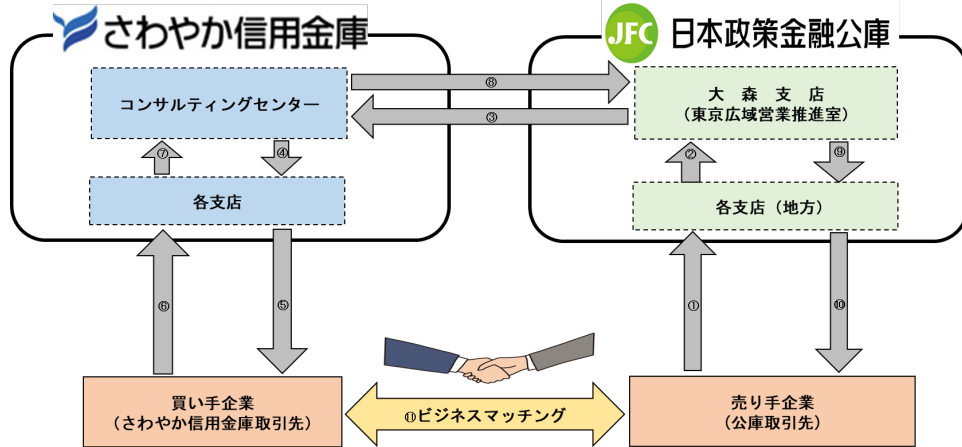 さわやか信用金庫
JFC 日本政策金融公庫
コンサルティングセンター
⑧
大 森 支 店
(東京広域営業推進室)
③
⑦
④
②
⑨
各支店
各支店(地方)
⑥
⑤
①
⑩
買い手企業
(さわやか信用金庫取引先)
⑪ビジネスマッチング
売り手企業
(公庫取引先)